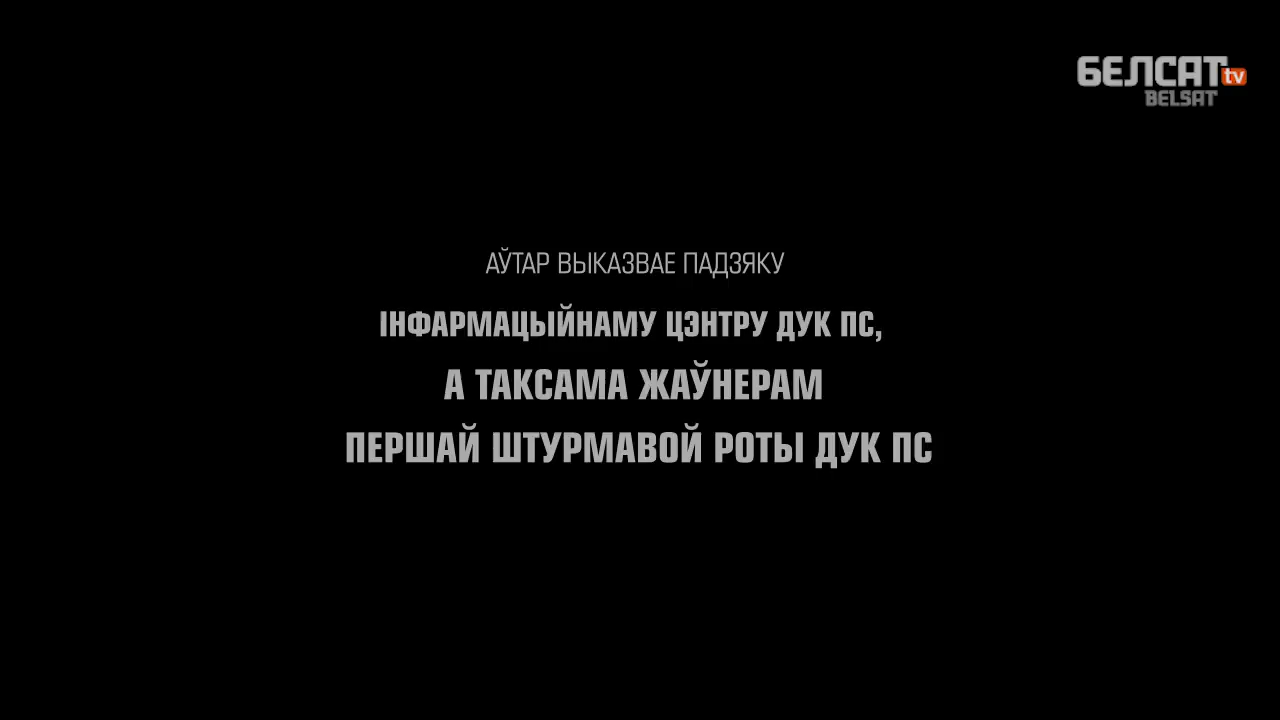 БЕЛСАТ tv
BELSAT
АЎТАР ВЫКАЗВАЕ ПАДЗЯКУ
ІНФАРМАЦЫЙНАМУ ЦЭНТРУ ДУК ПС,
А ТАКСАМА ЖАЎНЕРАМ
ПЕРШАЙ ШТУРМАВОЙ РОТЫ ДУК ПС